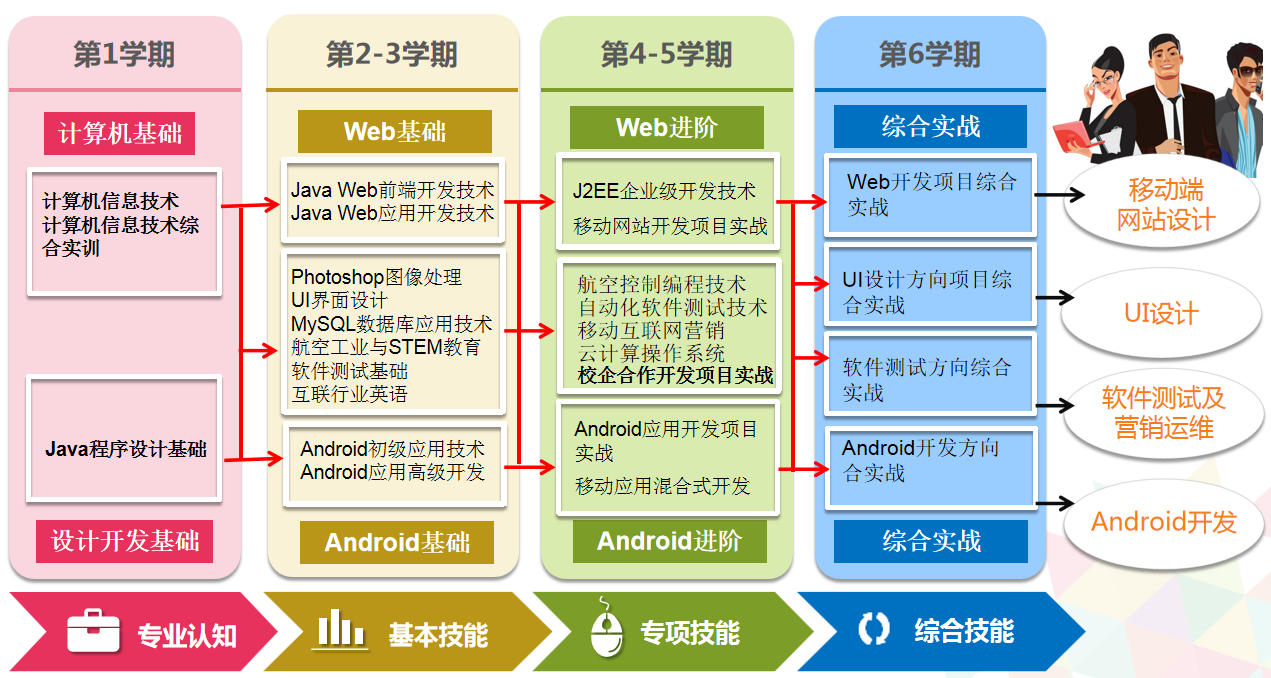 第1学期
计算机基础
计算机信息技术
计算机信息技术综
合实训
Java程序设计基础
设计开发基础
第2-3学期
Web基础
Java Web前端开发技术
Java Web应用开发技术
Photoshop图像处理
UI界面设计
MySQL数据库应用技术
航空工业与STEM教育
软件测试基础
互联行业英语
Android初级应用技术
Android应用高级开发
Android基础
第4-5学期
Web进阶
J2EE企业级开发技术
移动网站开发项目实战
航空控制编程技术
自动化软件测试技术
移动互联网营销
云计算操作系统
校企合作开发项目实战
Android应用开发项目
实战
移动应用混合式开发
Android进阶
第6学期
综合实战
Web开发项目综合
实战
UI设计方向项目综
合实战
软件测试方向综合
实战
Android开发方向
合实战
综合实战
移动端
网站设计
UI设计
软件测试及
营销运维
Android开发
专业认知
基本技能
专项技能
综合技能